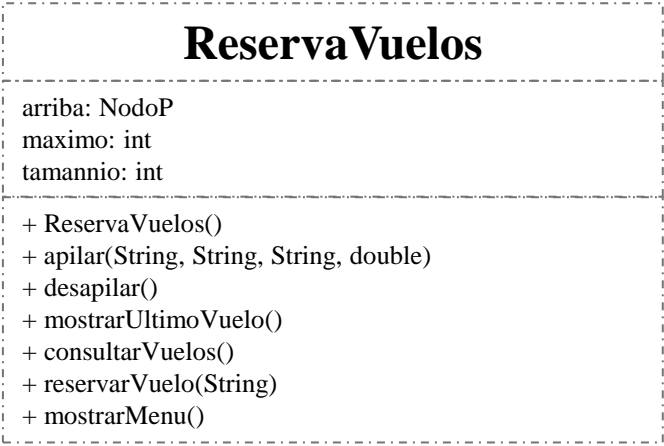 ReservaVuelos
arriba: NodoP
maximo: int
tamannio: int
+ ReservaVuelos()
+ apilar(String, String, String, double)
+ desapilar()
+ mostrarUltimoVuelo()
+ consultarVuelos()
+ reservarVuelo(String)
+ mostrarMenu()